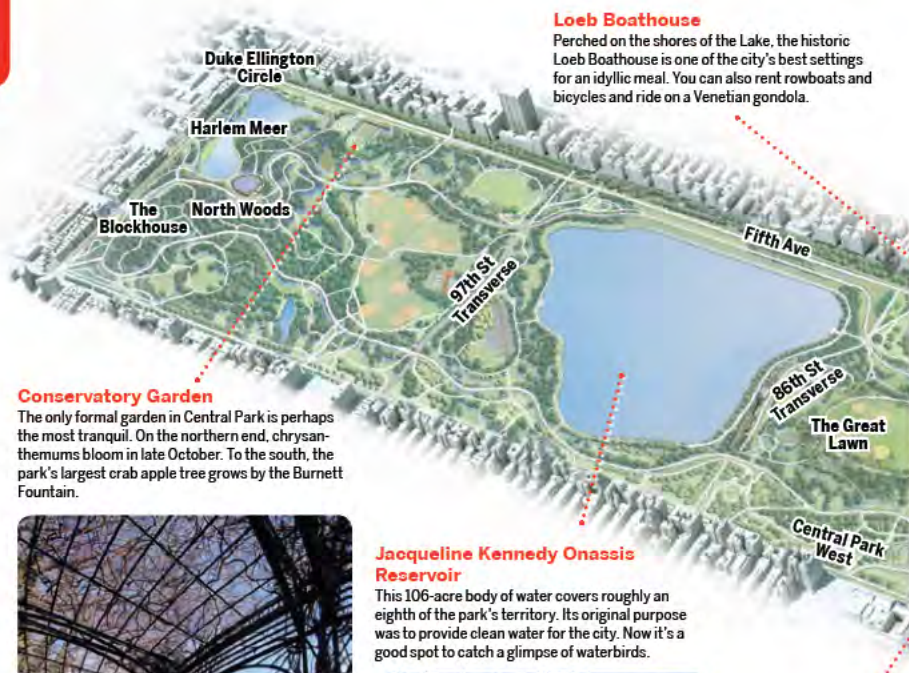 Loeb Boathouse
Perched on the shores of the Lake, the historic
Loeb Boathouse is one of the city's best settings
for an idyllic meal. You can also rent rowboats and
bicycles and ride on a Venetian gondola.
Duke Ellington
Circle
Harlem Meer
The
Blockhouse
North Woods
Fifth Ave
97th St
Transverse
86th St
Transverse
The Great
Lawn
Central Park
West
Conservatory Garden
The only formal garden in Central Park is perhaps
the most tranquil. On the northern end, chrysan-
themums bloom in late October. To the south, the
park's largest crab apple tree grows by the Burnett
Fountain.
Jacqueline Kennedy Onassis
Reservoir
This 106-acre body of water covers roughly an
eighth of the park's territory. Its original purpose
was to provide clean water for the city. Now it's a
good spot to catch a glimpse of waterbirds.